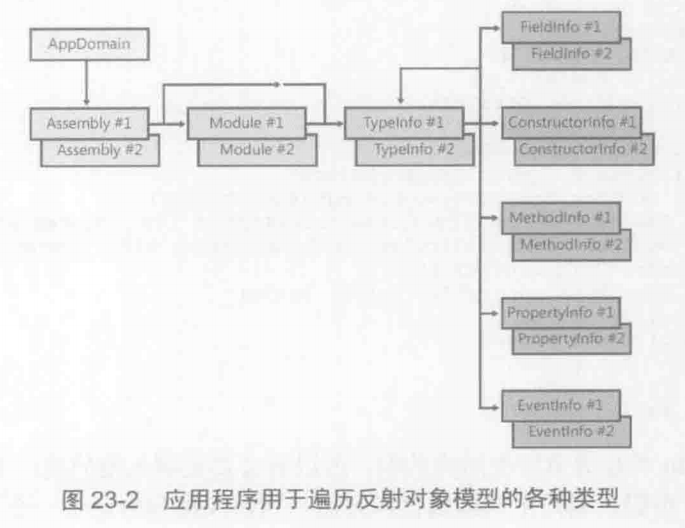 AppDomain
Assembly #1
Assembly #2
Module #1
Module #2
TypeInfo #1
TypeInfo #2
FieldInfo #1
FieldInfo #2
ConstructorInfo #1
ConstructorInfo #2
MethodInfo #1
MethodInfo #2
PropertyInfo #1
PropertyInfo #2
EventInfo #1
EventInfo #2
图 23-2 应用程序用于遍历反射对象模型的各种类型